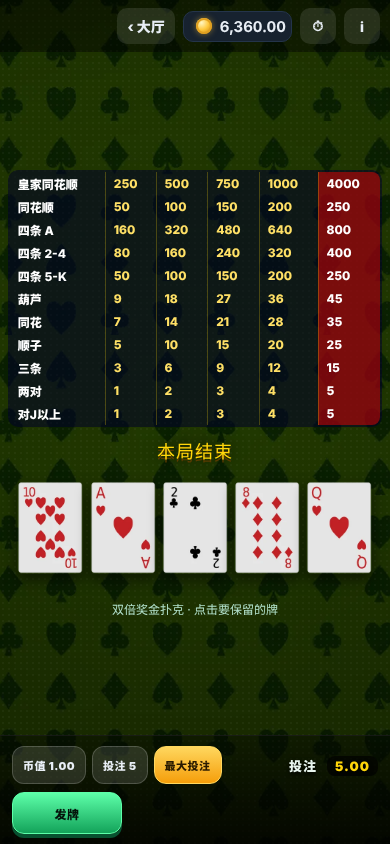 ‹ 大厅 6,360.00 ⏱ i
皇家同花顺 250 500 750 1000 4000
同花顺 50 100 150 200 250
四条 A 160 320 480 640 800
四条 2-4 80 160 240 320 400
四条 5-K 50 100 150 200 250
葫芦 9 18 27 36 45
同花 7 14 21 28 35
顺子 5 10 15 20 25
三条 3 6 9 12 15
两对 1 2 3 4 5
对J以上 1 2 3 4 5
本局结束
10 A 2 8 Q
10 A 2 8 Q
双倍奖金扑克 · 点击要保留的牌
币值 1.00 投注 5 最大投注 投注 5.00
发牌